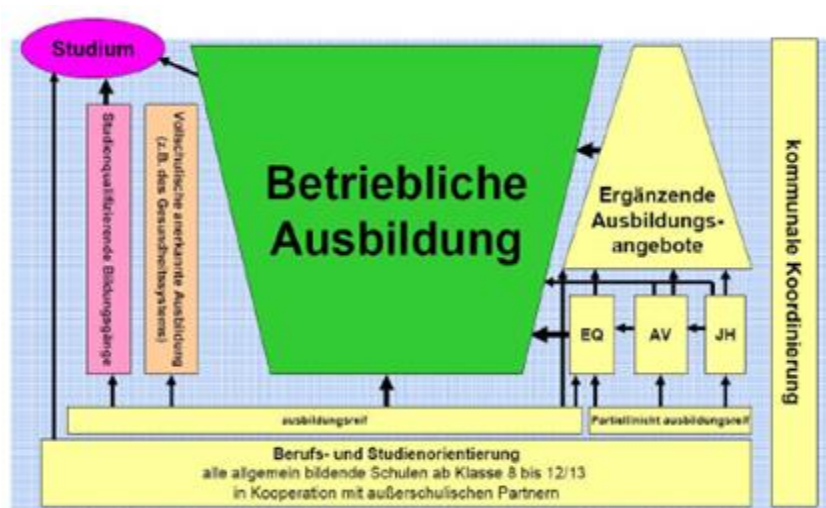 Studium
Studienqualifizierende Bildungsgänge
Vollschulische anerkannte Ausbildung
(z.B. des Gesundheitssystems)
Betriebliche
Ausbildung
Ergänzende
Ausbildungs-
angebote
EQ
AV
JH
kommunale Koordinierung
ausbildungsreif
Partiell/nicht ausbildungsreif
Berufs- und Studienorientierung
alle allgemein bildende Schulen ab Klasse 8 bis 12/13
in Kooperation mit außerschulischen Partnern